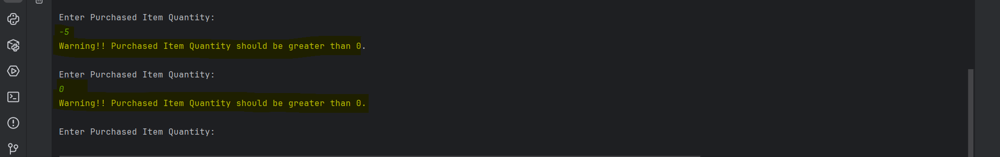 Enter Purchased Item Quantity:
-5
Warning!! Purchased Item Quantity should be greater than 0.
Enter Purchased Item Quantity:
0
Warning!! Purchased Item Quantity should be greater than 0.
Enter Purchased Item Quantity: